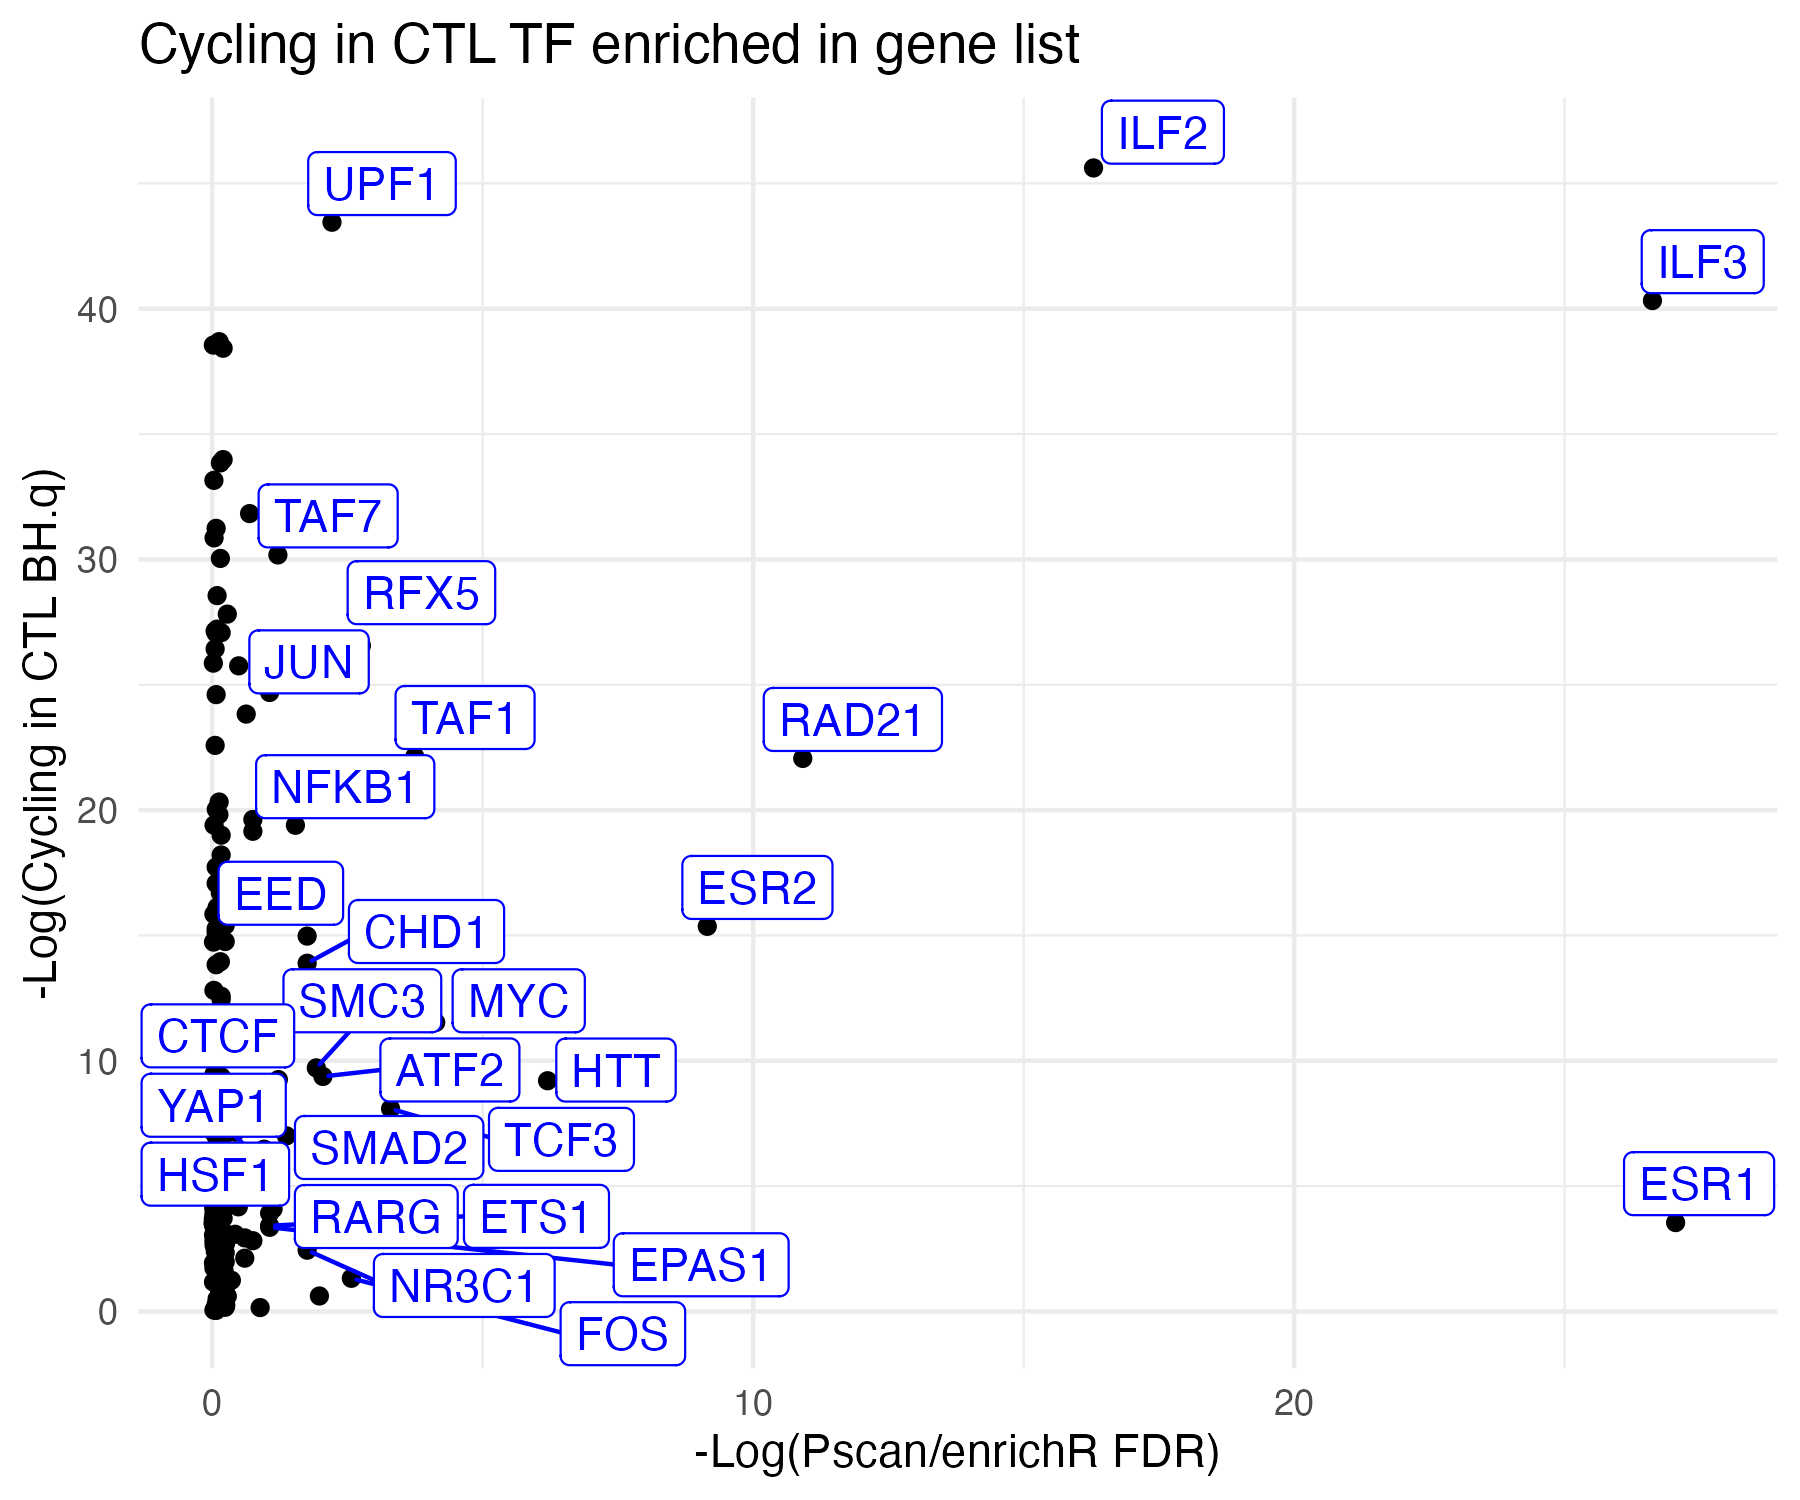 Cycling in CTL TF enriched in gene list
ILF2
UPF1
ILF3
40
-Log(Cycling in CTL BH.q)
TAF7
30
RFX5
JUN
TAF1
RAD21
NFKB1
20
EED
ESR2
CHD1
SMC3
MYC
CTCF
10
ATF2
HTT
YAP1
SMAD2
TCF3
HSF1
ESR1
RARG
ETS1
EPAS1
NR3C1
0
FOS
0
10
20
-Log(Pscan/enrichR FDR)